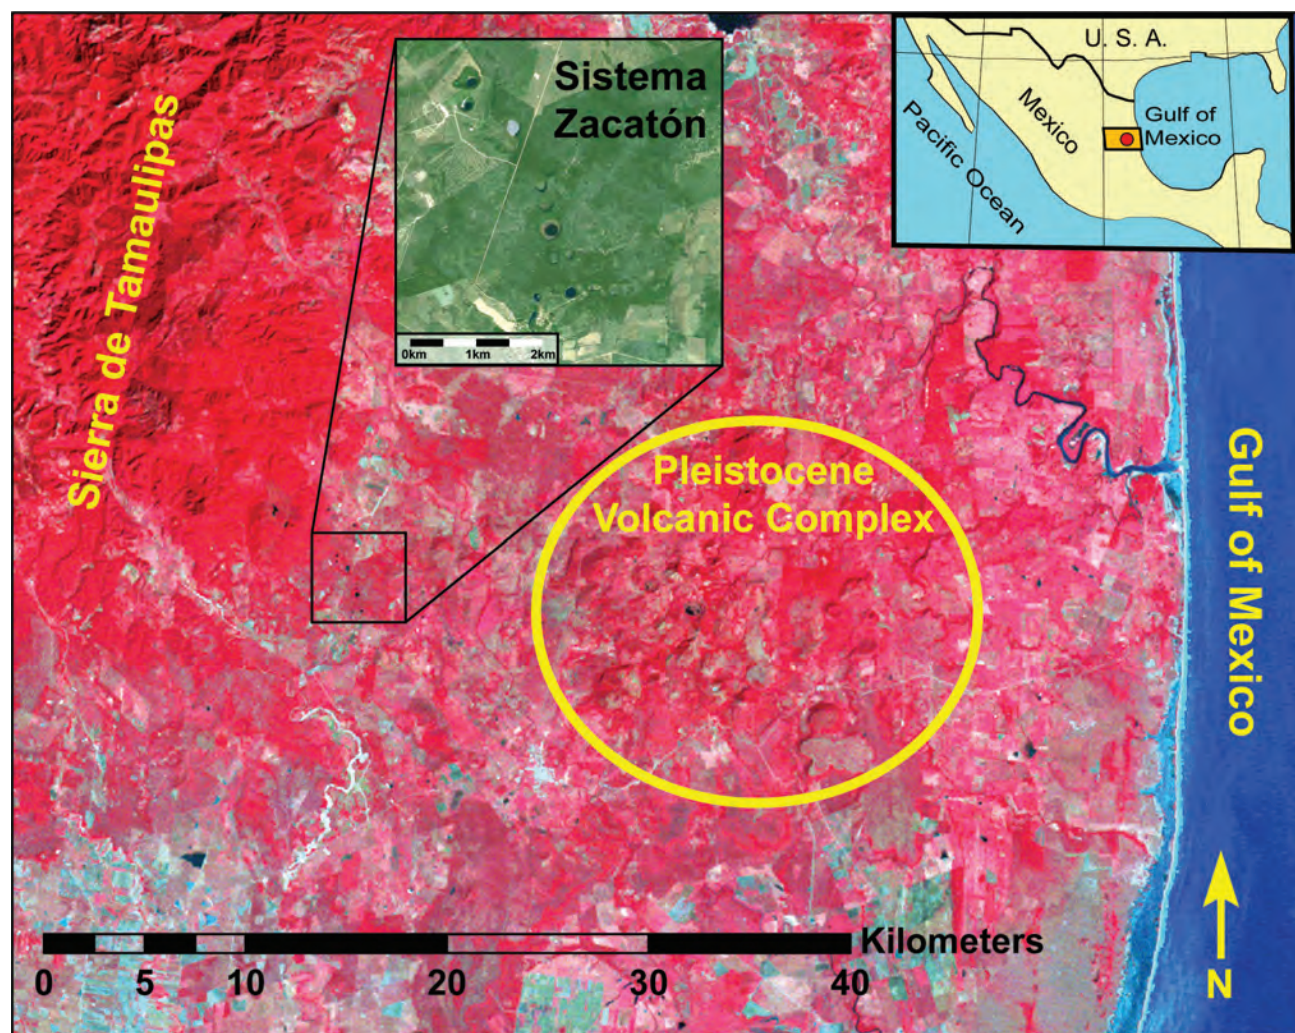 Sistema
Zacatón
0km 1km 2km
U. S. A.
Mexico
Gulf of
Mexico
Pacific Ocean
Sierra de Tamaulipas
Pleistocene
Volcanic Complex
Gulf of Mexico
N
Kilometers
0 5 10 20 30 40